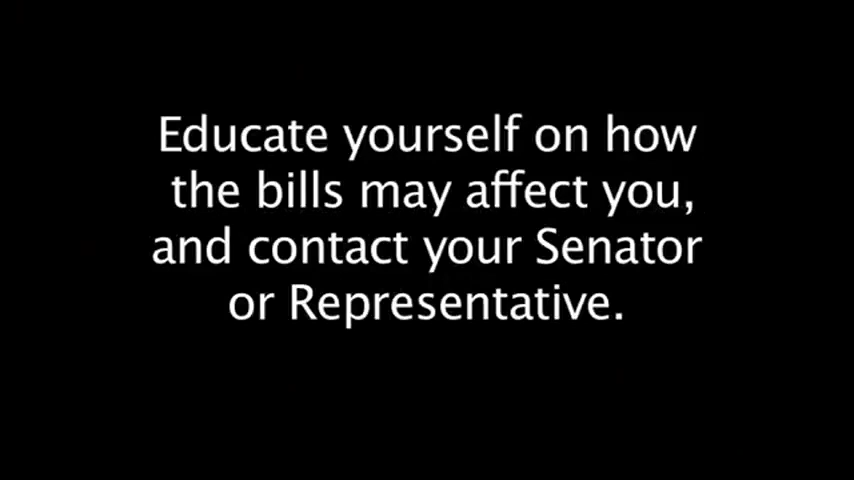 Educate yourself on how
the bills may affect you,
and contact your Senator
or Representative.